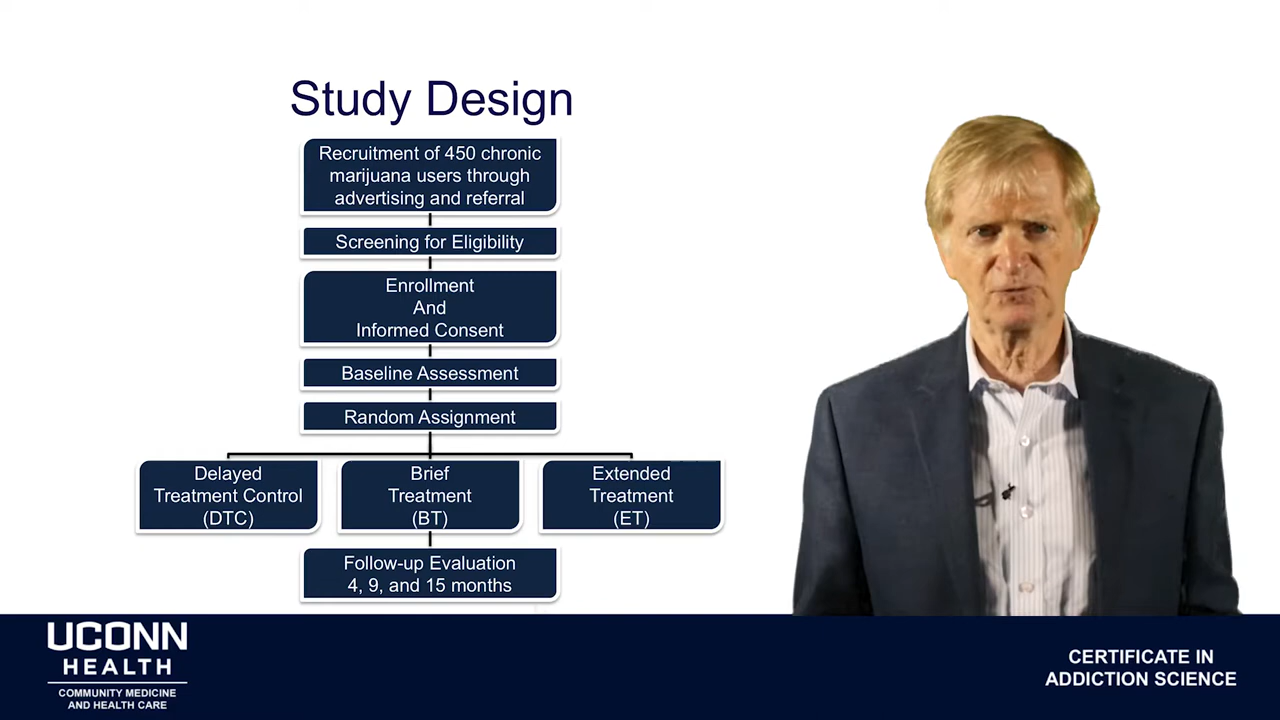 Study Design
Recruitment of 450 chronic
marijuana users through
advertising and referral
Screening for Eligibility
Enrollment
And
Informed Consent
Baseline Assessment
Random Assignment
Delayed
Treatment Control
(DTC)
Brief
Treatment
(BT)
Extended
Treatment
(ET)
Follow-up Evaluation
4, 9, and 15 months
UCONN
HEALTH
COMMUNITY MEDICINE
AND HEALTH CARE
CERTIFICATE IN
ADDICTION SCIENCE